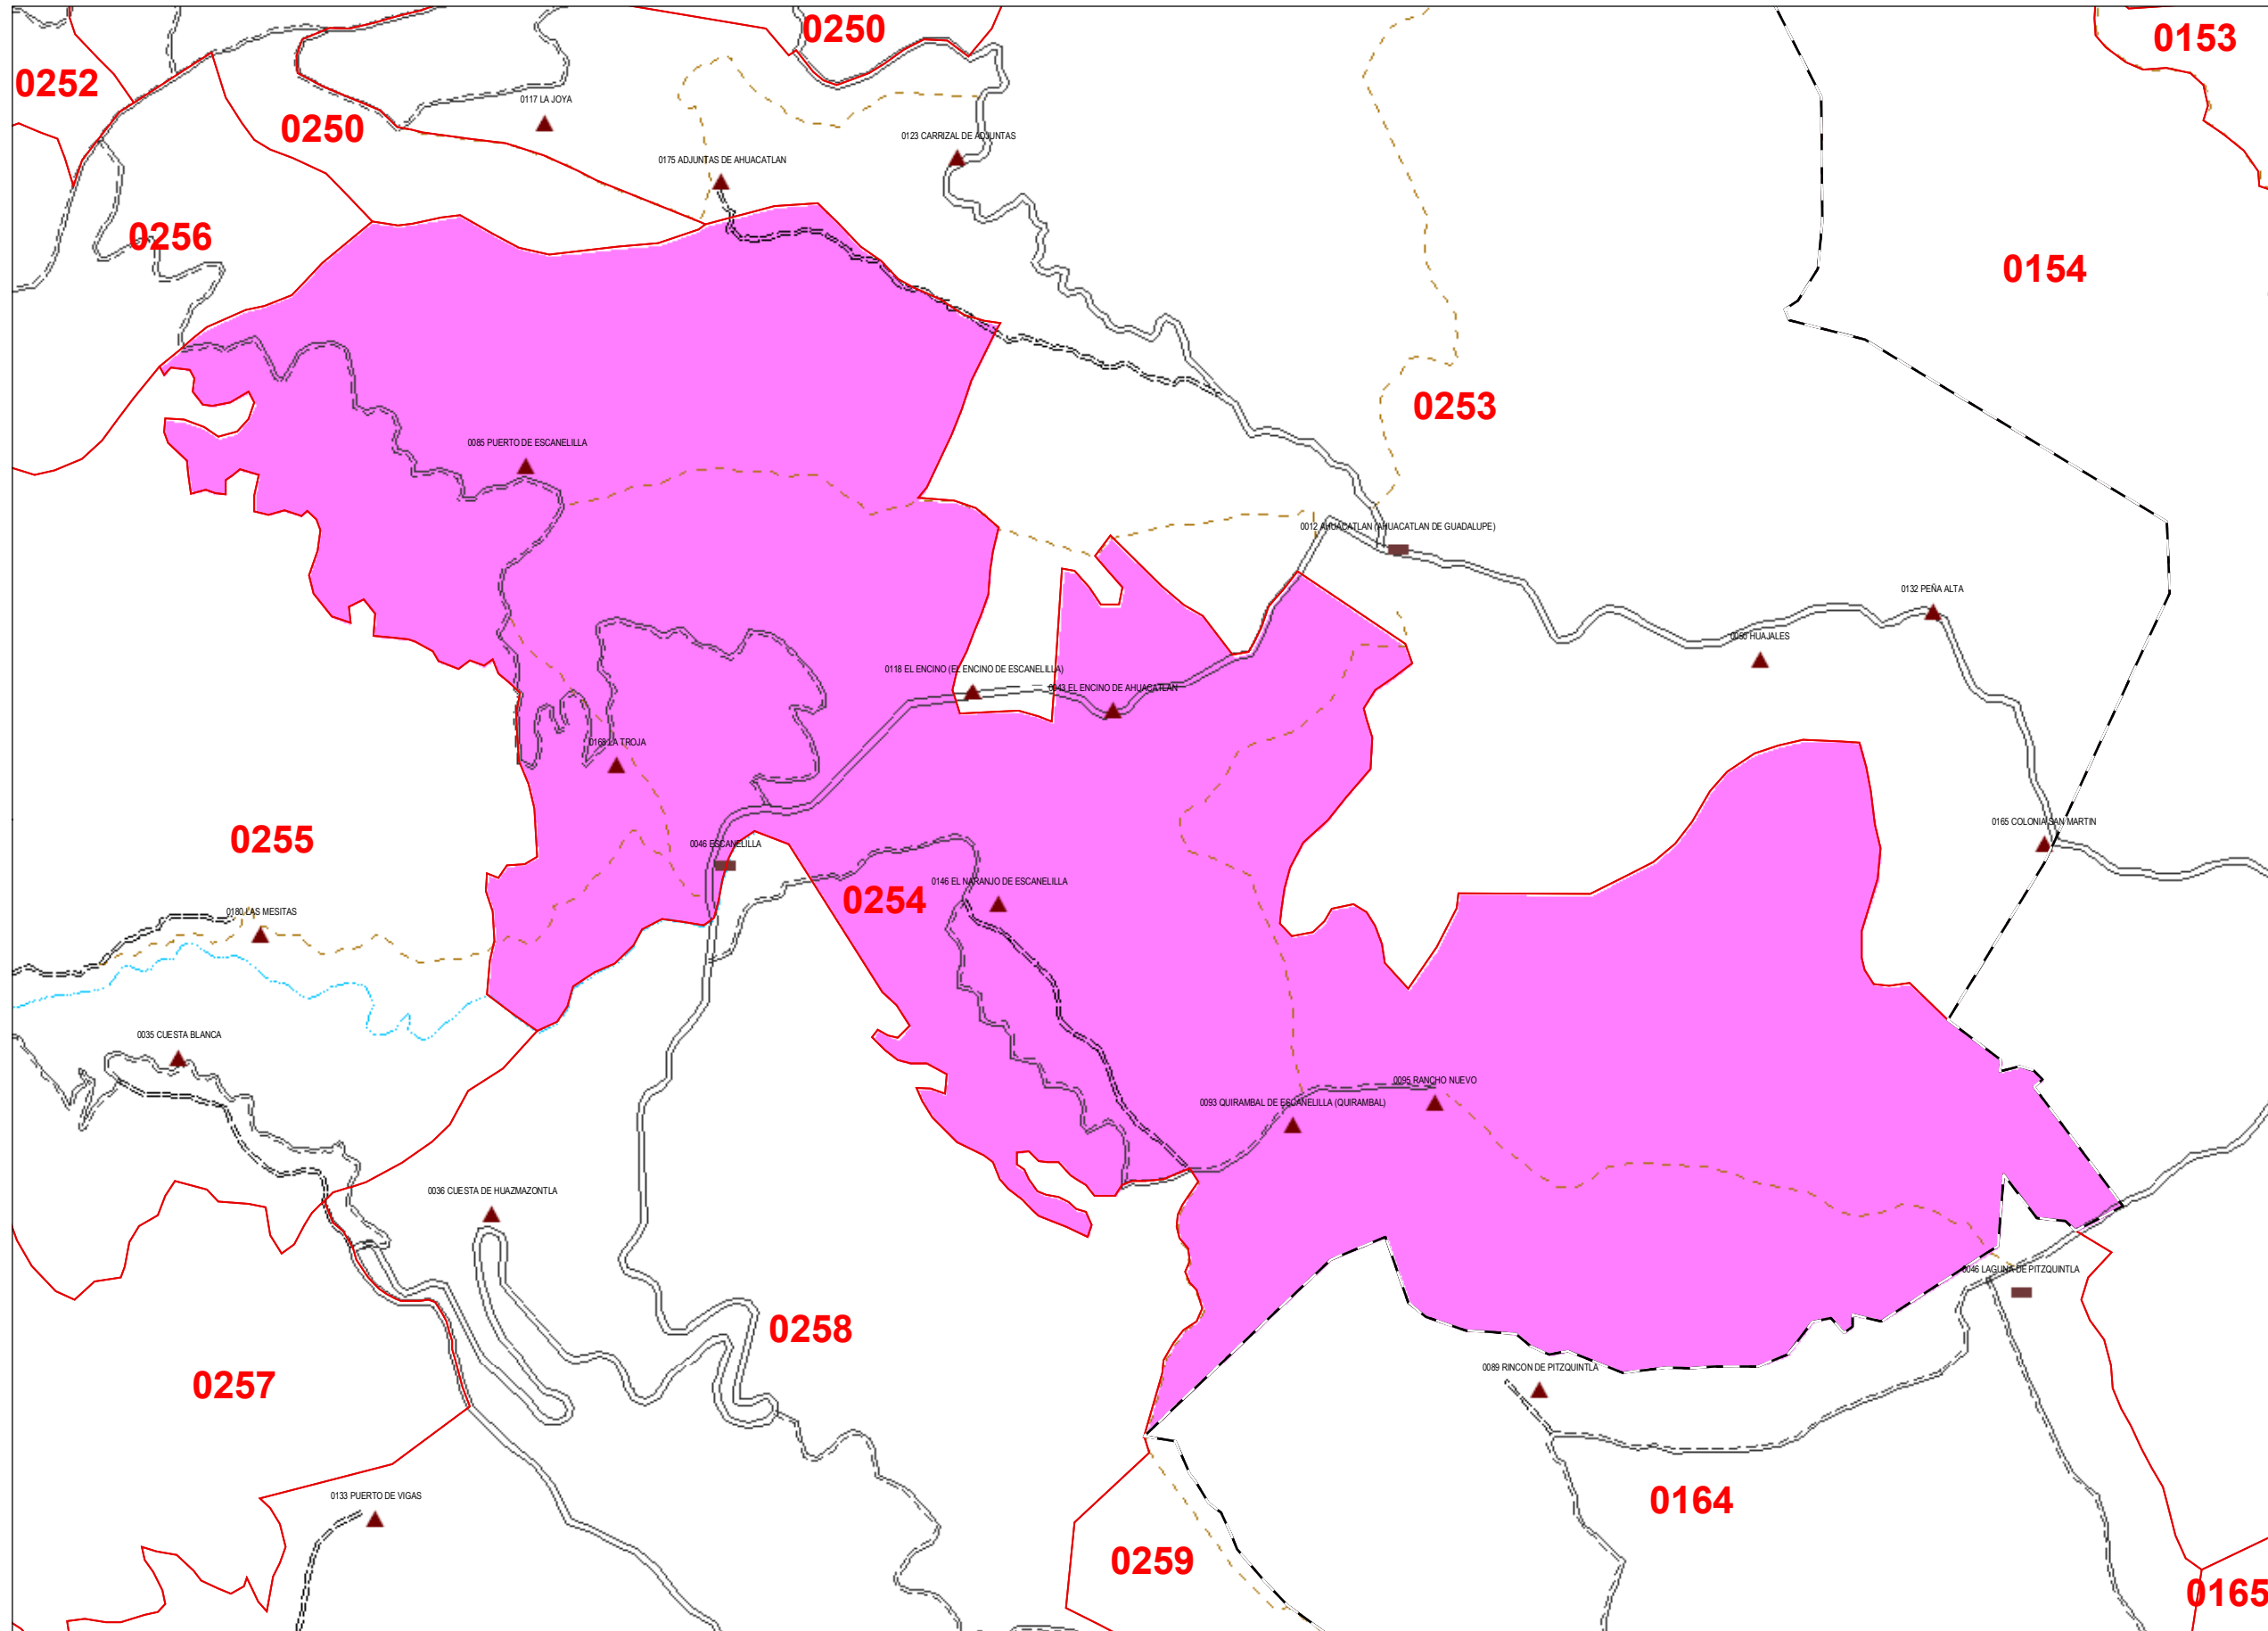 0250
0153
0252
0117 LA JOYA
0250
0123 CARRIZAL DE ADJUNTAS
0175 ADJUNTAS DE AHUACATLAN
0256
0154
0253
0085 PUERTO DE ESCANELILLA
0012 AHUACATLAN (AHUACATLAN DE GUADALUPE)
0132 PEÑA ALTA
HUAJALES
0118 EL ENCINO (EL ENCINO DE ESCANELILLA)
0043 EL ENCINO DE AHUACATLAN
0168 LA TROJA
0165 COLONIA SAN MARTIN
0255
0046 ESCANELILLA
0146 EL NARANJO DE ESCANELILLA
0254
0180 LAS MESITAS
0035 CUESTA BLANCA
0095 RANCHO NUEVO
0093 QUIRAMBAL DE ESCANELILLA (QUIRAMBAL)
0036 CUESTA DE HUAZMAZONTLA
0046 LAGUNA DE PITZQUINTLA
0258
0089 RINCON DE PITZQUINTLA
0257
0133 PUERTO DE VIGAS
0164
0259
0165